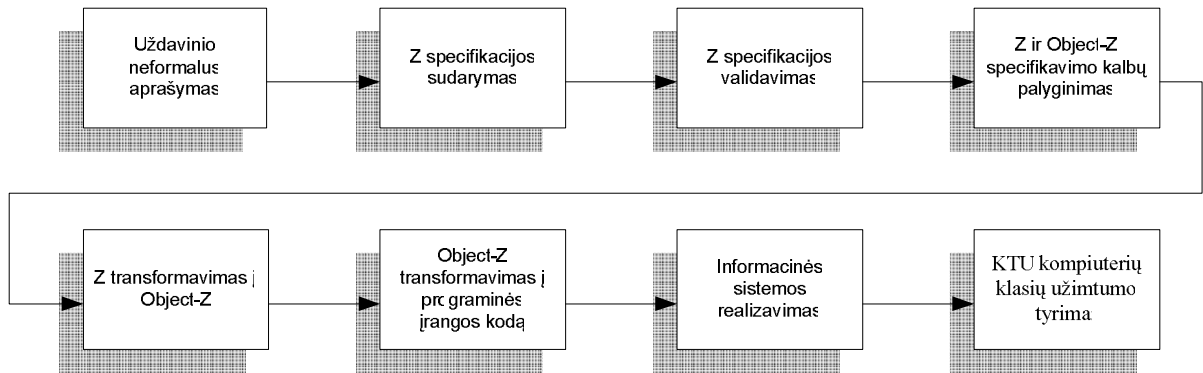 Uždavinio
neformalus
aprašymas
Z specifikacijos
sudarymas
Z specifikacijos
validavimas
Z ir Object-Z
specifikavimo kalbų
palyginimas
Z transformavimas į
Object-Z
Object-Z
transformavimas į
programinės
įrangos kodą
Informacinės
sistemos
realizavimas
KTU kompiuterių
klasių užimtumo
tyrima